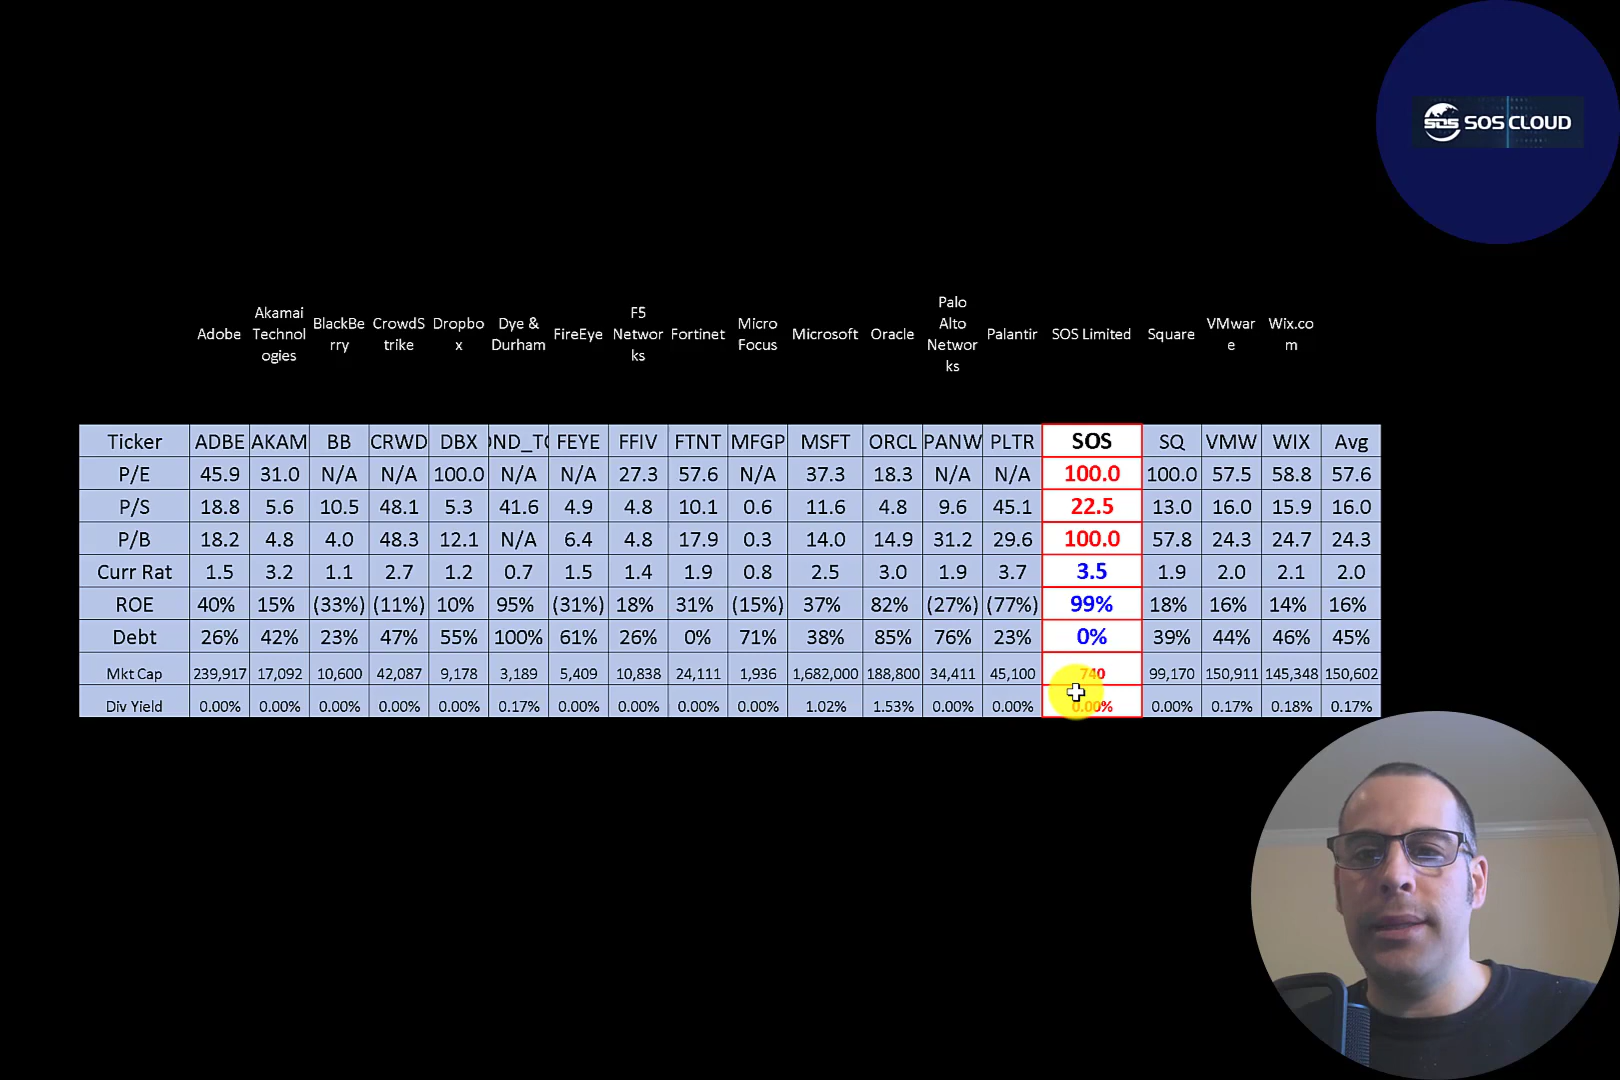 SOS SOS CLOUD
Adobe
Akamai
Technol
ogies
BlackBe
rry
CrowdS
trike
Dropbo
x
Dye &
Durham
FireEye
F5
Networ
ks
Fortinet
Micro
Focus
Microsoft
Oracle
Palo
Alto
Networ
ks
Palantir
SOS Limited
Square
VMwar
e
Wix.co
m
Ticker ADBE AKAM BB CRWD DBX DND_TO FEYE FFIV FTNT MFGP MSFT ORCL PANW PLTR SOS SQ VMW WIX Avg
P/E 45.9 31.0 N/A N/A 100.0 N/A N/A 27.3 57.6 N/A 37.3 18.3 N/A N/A 100.0 100.0 57.5 58.8 57.6
P/S 18.8 5.6 10.5 48.1 5.3 41.6 4.9 4.8 10.1 0.6 11.6 4.8 9.6 45.1 22.5 13.0 16.0 15.9 16.0
P/B 18.2 4.8 4.0 48.3 12.1 N/A 6.4 4.8 17.9 0.3 14.0 14.9 31.2 29.6 100.0 57.8 24.3 24.7 24.3
Curr Rat 1.5 3.2 1.1 2.7 1.2 0.7 1.5 1.4 1.9 0.8 2.5 3.0 1.9 3.7 3.5 1.9 2.0 2.1 2.0
ROE 40% 15% (33%) (11%) 10% 95% (31%) 18% 31% (15%) 37% 82% (27%) (77%) 99% 18% 16% 14% 16%
Debt 26% 42% 23% 47% 55% 100% 61% 26% 0% 71% 38% 85% 76% 23% 0% 39% 44% 46% 45%
Mkt Cap 239,917 17,092 10,600 42,087 9,178 3,189 5,409 10,838 24,111 1,936 1,682,000 188,800 34,411 45,100 740 99,170 150,911 145,348 150,602
Div Yield 0.00% 0.00% 0.00% 0.00% 0.00% 0.17% 0.00% 0.00% 0.00% 0.00% 1.02% 1.53% 0.00% 0.00% 0.00% 0.00% 0.17% 0.18% 0.17%